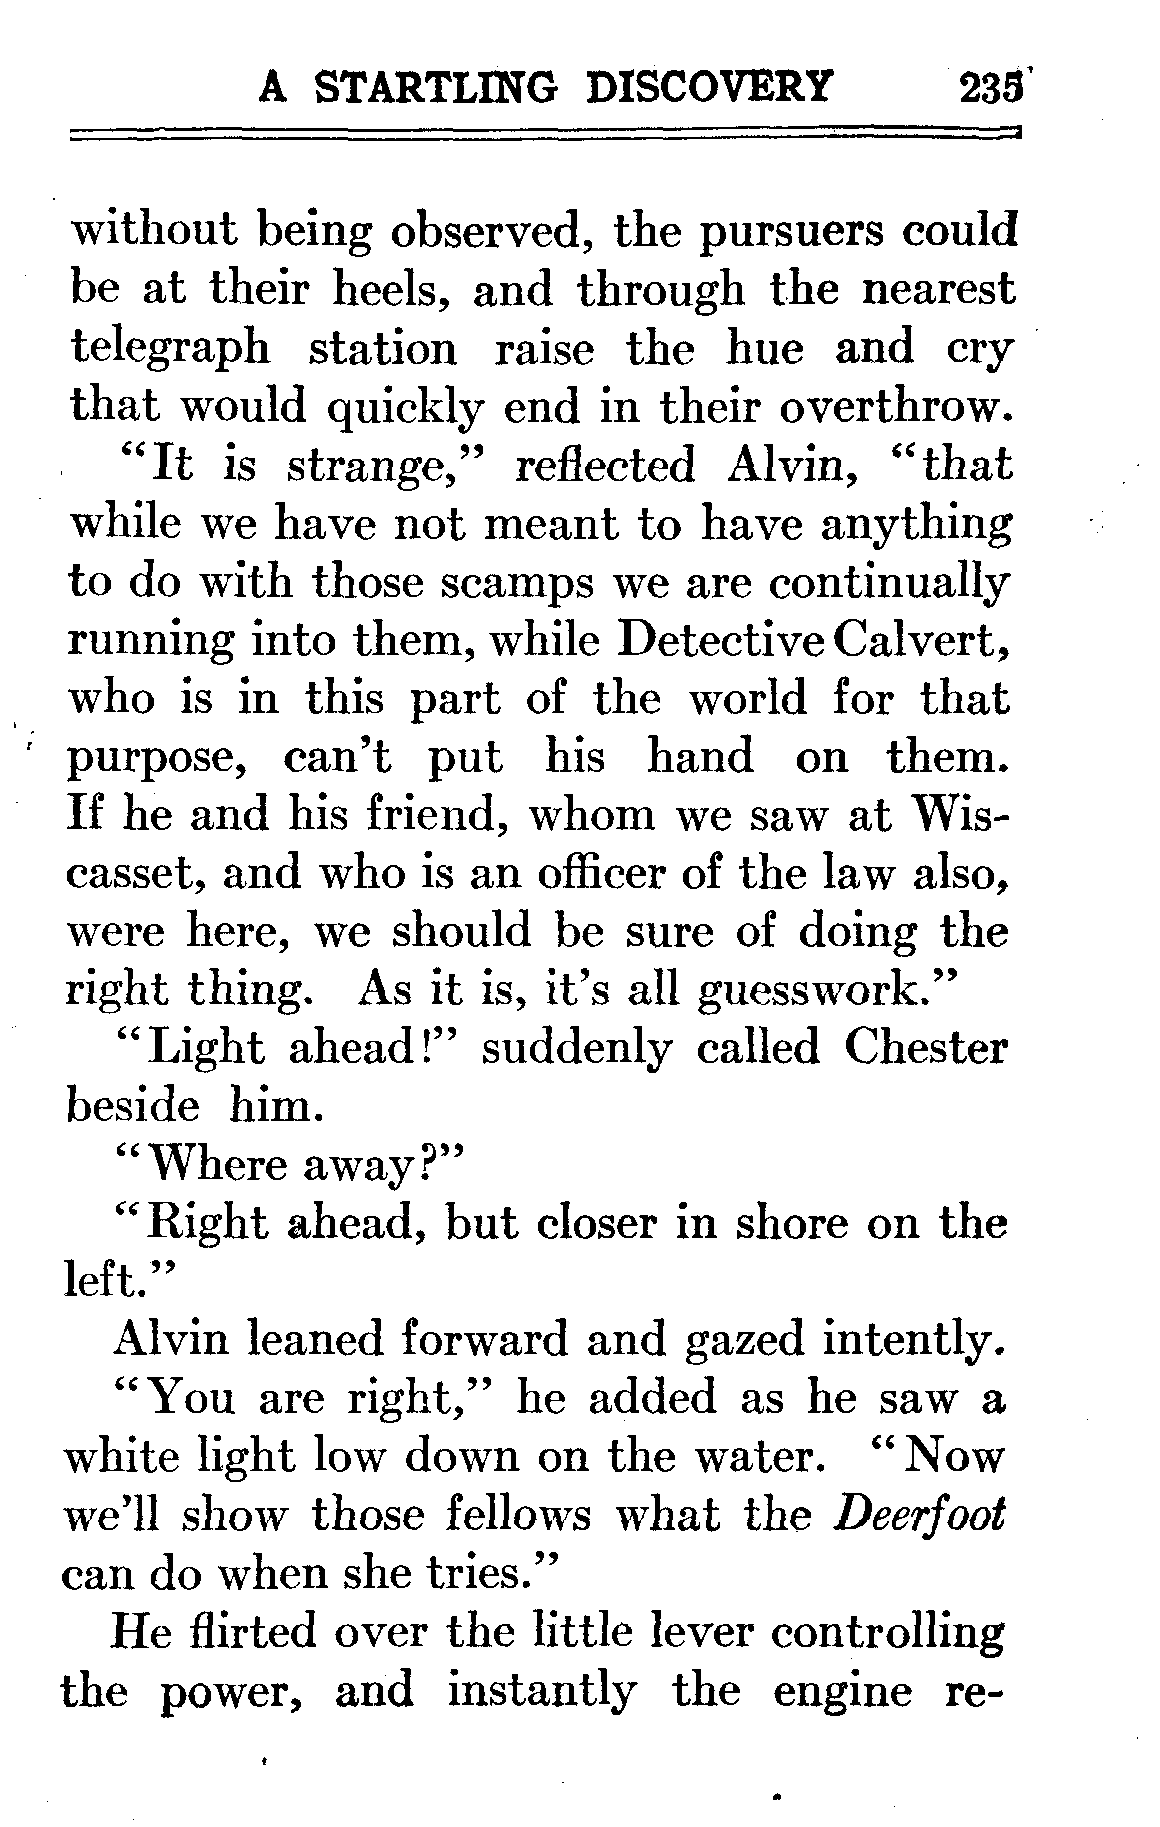 A STARTLING DISCOVERY 235
without being observed, the pursuers could
be at their heels, and through the nearest
telegraph station raise the hue and cry
that would quickly end in their overthrow.
“It is strange,” reflected Alvin, “that
while we have not meant to have anything
to do with those scamps we are continually
running into them, while Detective Calvert,
who is in this part of the world for that
purpose, can’t put his hand on them.
If he and his friend, whom we saw at Wis-
casset, and who is an officer of the law also,
were here, we should be sure of doing the
right thing. As it is, it’s all guesswork.”
“Light ahead!” suddenly called Chester
beside him.
“Where away?”
“Right ahead, but closer in shore on the
left.”
Alvin leaned forward and gazed intently.
“You are right,” he added as he saw a
white light low down on the water. “Now
we’ll show those fellows what the Deerfoot
can do when she tries.”
He flirted over the little lever controlling
the power, and instantly the engine re-